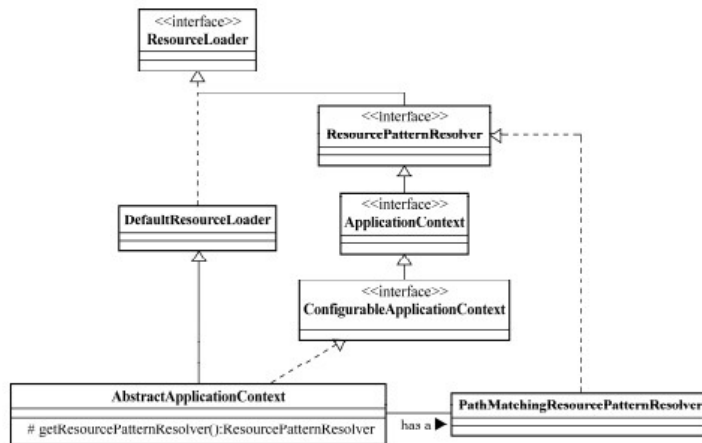 <<interface>>
ResourceLoader
<<interface>>
ResourcePatternResolver
DefaultResourceLoader
<<interface>>
ApplicationContext
<<interface>>
ConfigurableApplicationContext
AbstractApplicationContext
# getResourcePatternResolver():ResourcePatternResolver
has a
PathMatchingResourcePatternResolver